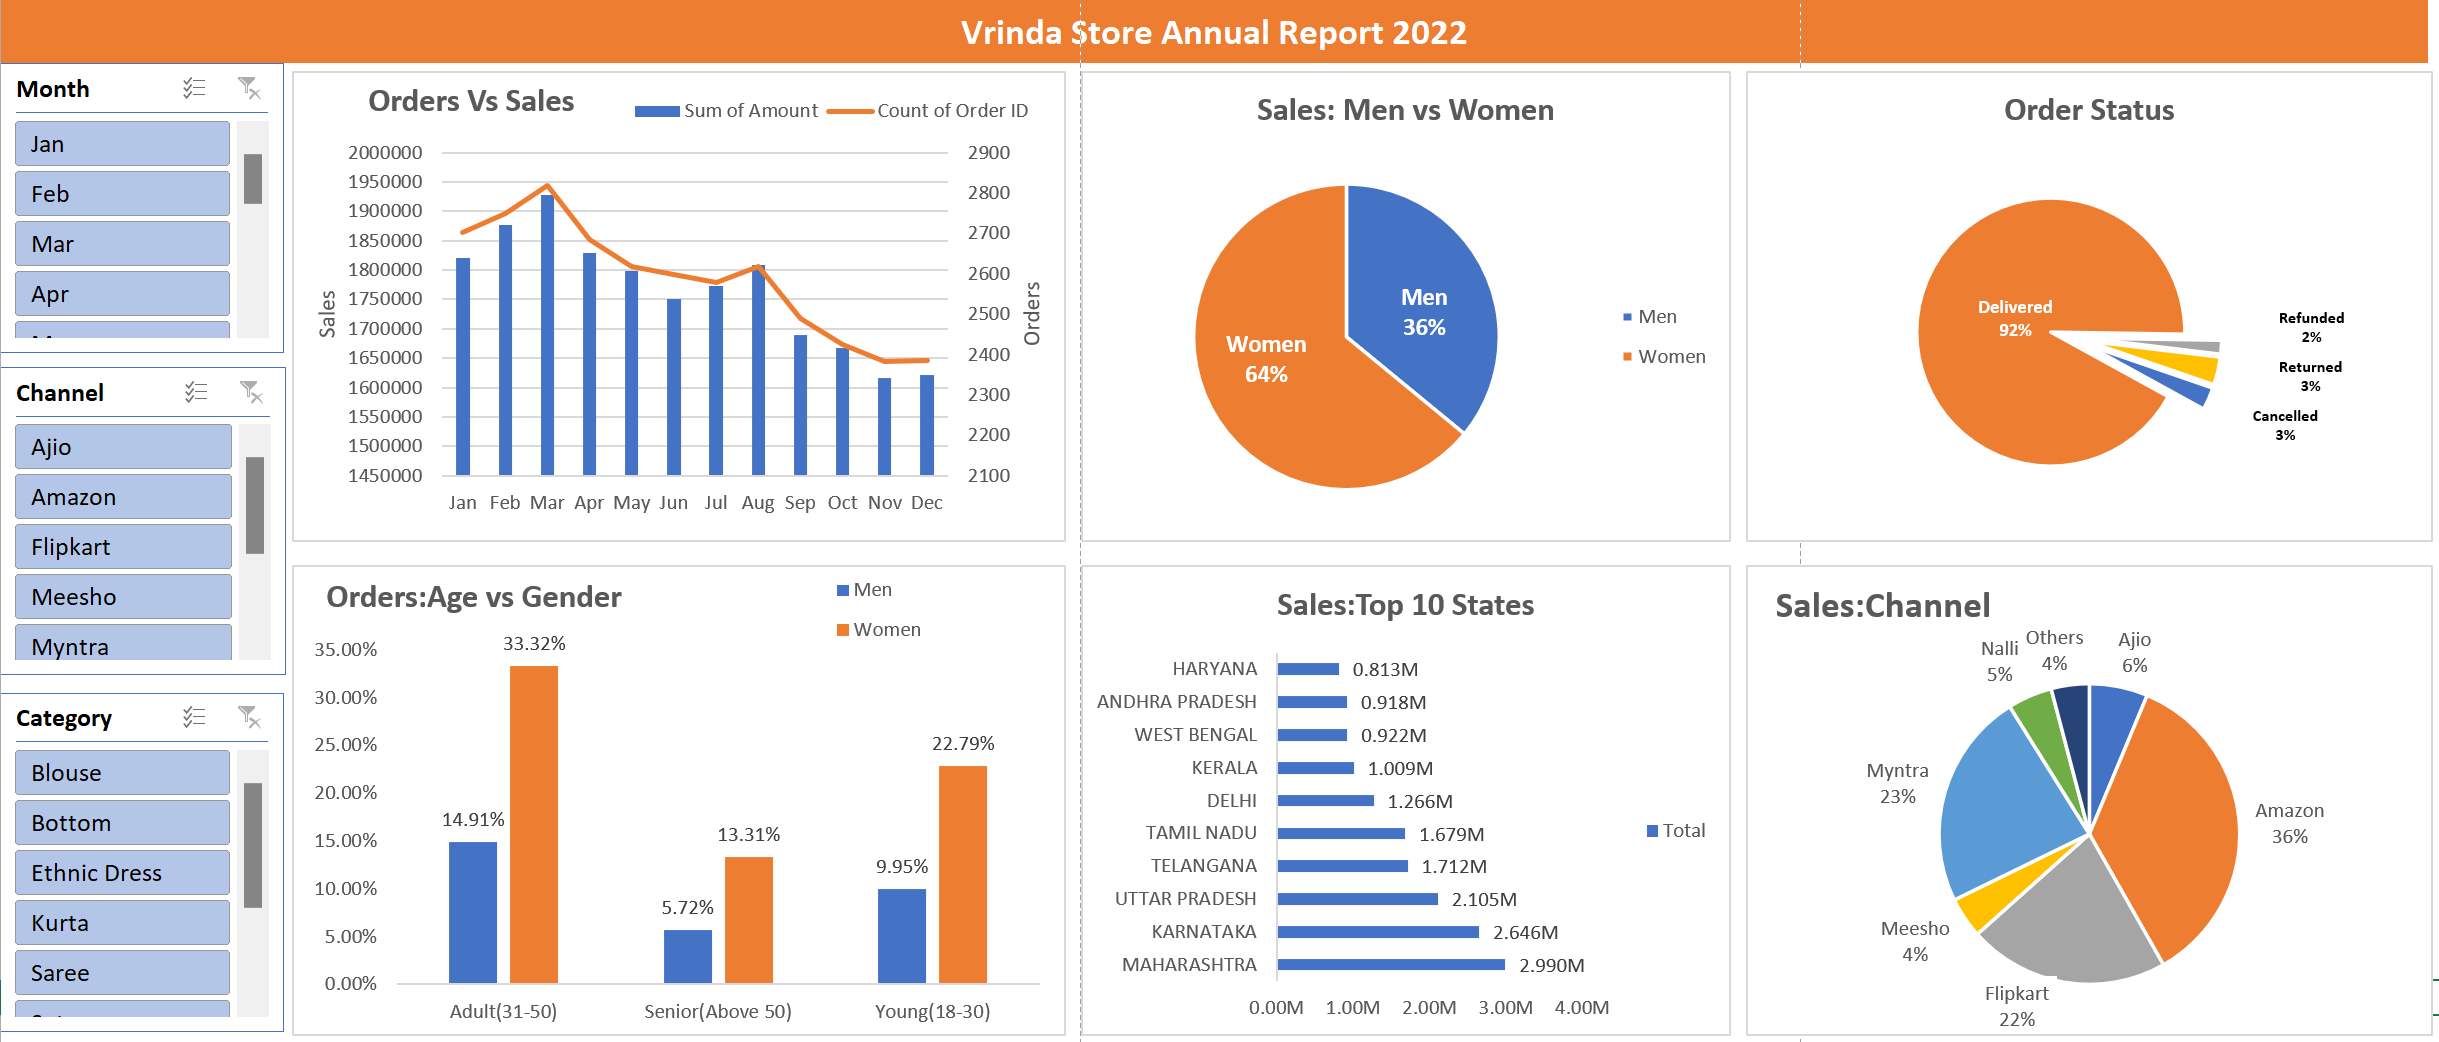 Vrinda Store Annual Report 2022
Month
Jan
Feb
Mar
Apr
Channel
Ajio
Amazon
Flipkart
Meesho
Myntra
Category
Blouse
Bottom
Ethnic Dress
Kurta
Saree
Orders Vs Sales
Sum of Amount
Count of Order ID
Sales
2000000
1950000
1900000
1850000
1800000
1750000
1700000
1650000
1600000
1550000
1500000
1450000
2900
2800
2700
2600
2500
2400
2300
2200
2100
Orders
Jan Feb Mar Apr May Jun Jul Aug Sep Oct Nov Dec
Sales: Men vs Women
Men
36%
Women
64%
Men
Women
Order Status
Delivered
92%
Refunded
2%
Returned
3%
Cancelled
3%
Orders:Age vs Gender
Men
Women
35.00%
30.00%
25.00%
20.00%
15.00%
10.00%
5.00%
0.00%
14.91%
33.32%
5.72%
13.31%
9.95%
22.79%
Adult(31-50) Senior(Above 50) Young(18-30)
Sales:Top 10 States
HARYANA 0.813M
ANDHRA PRADESH 0.918M
WEST BENGAL 0.922M
KERALA 1.009M
DELHI 1.266M
TAMIL NADU 1.679M
TELANGANA 1.712M
UTTAR PRADESH 2.105M
KARNATAKA 2.646M
MAHARASHTRA 2.990M
0.00M 1.00M 2.00M 3.00M 4.00M
Total
Sales:Channel
Nalli
5%
Others
4%
Ajio
6%
Myntra
23%
Amazon
36%
Meesho
4%
Flipkart
22%